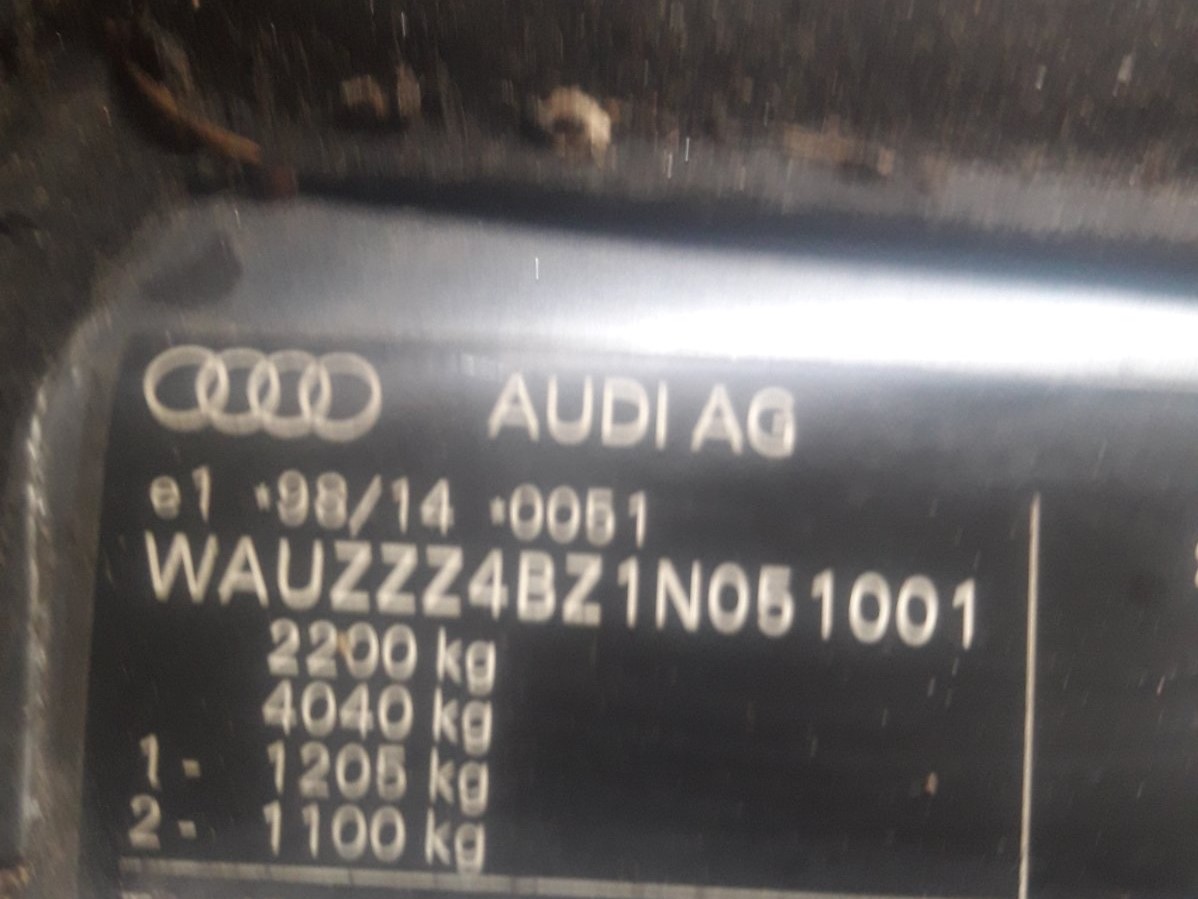 AUDI AG
e1 *98/14 *0051
WAUZZZ4BZ1N051001
2200 kg
4040 kg
1- 1205 kg
2- 1100 kg